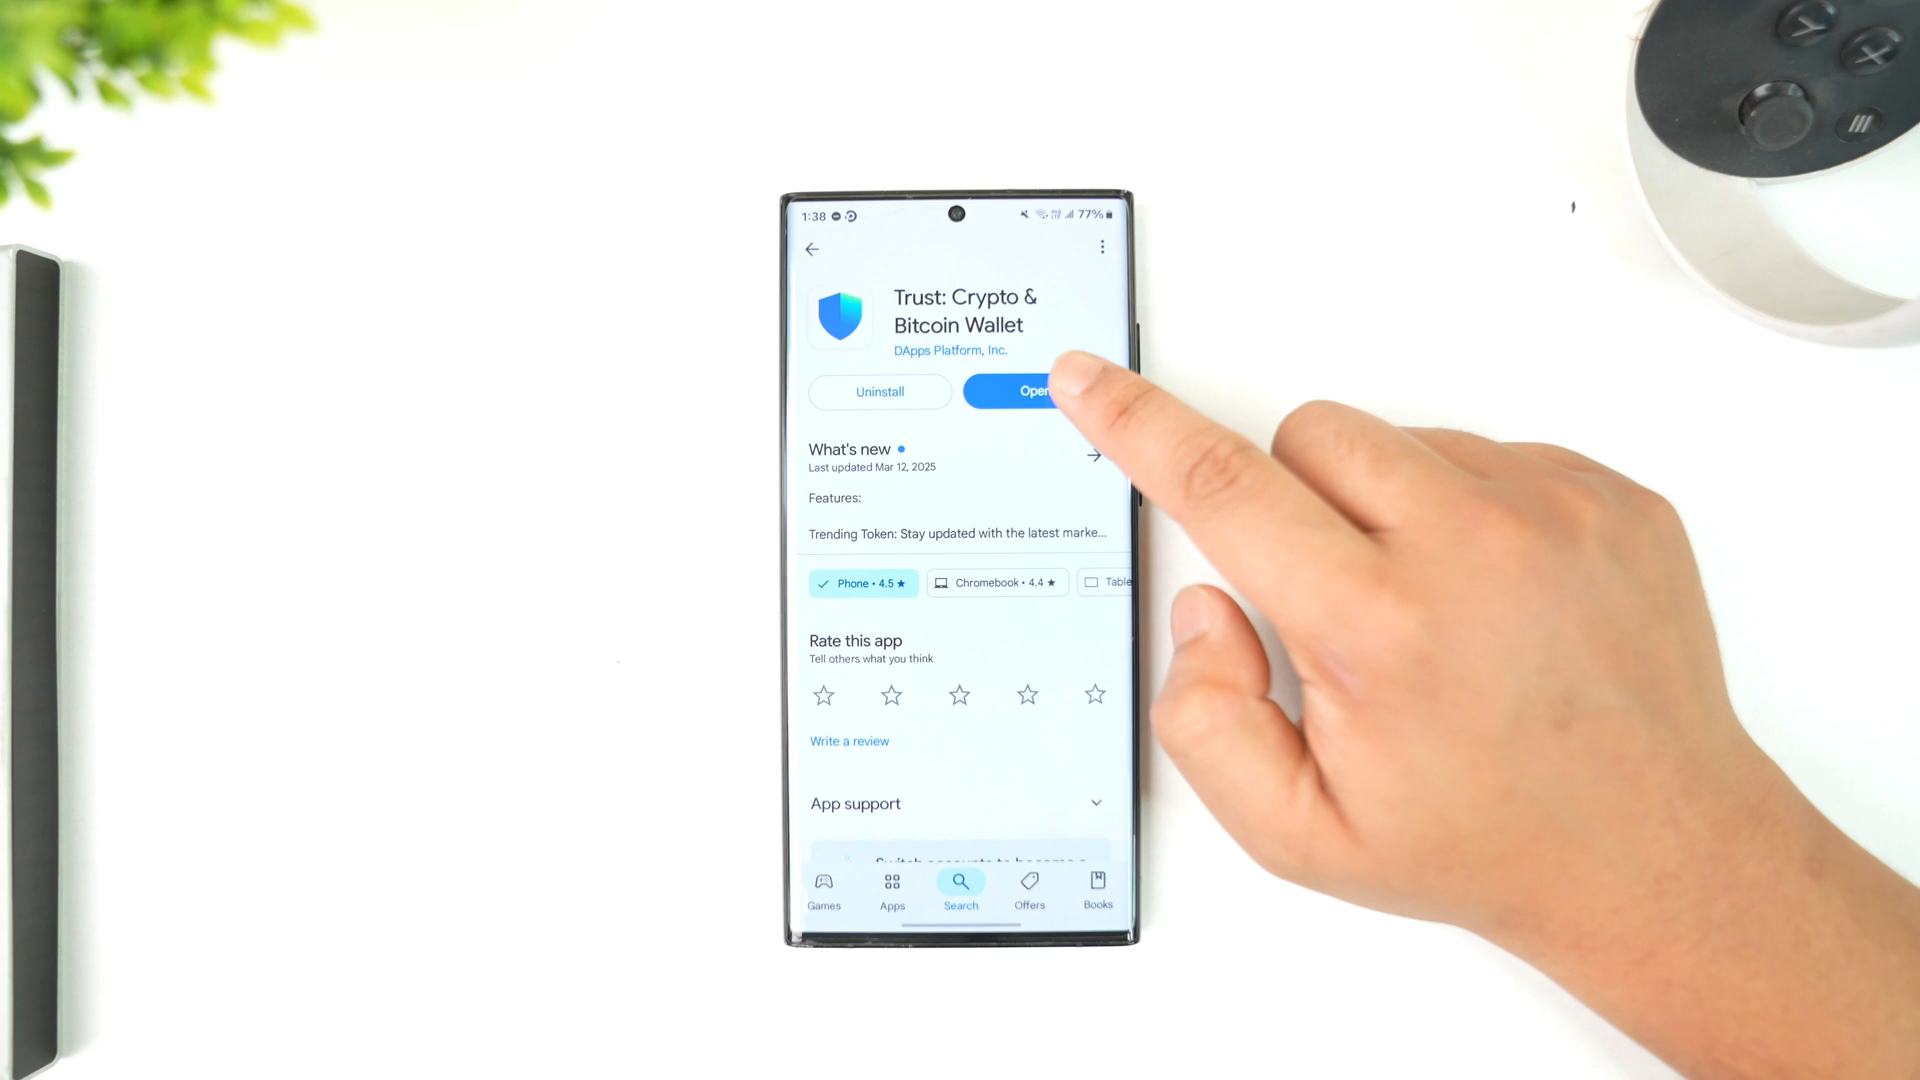 1:38
77%
Trust: Crypto &
Bitcoin Wallet
DApps Platform, Inc.
Uninstall
Open
What's new
Last updated Mar 12, 2025
Features:
Trending Token: Stay updated with the latest marke...
Phone • 4.5 ★
Chromebook • 4.4 ★
Table
Rate this app
Tell others what you think
Write a review
App support
Games
Apps
Search
Offers
Books
Y
X